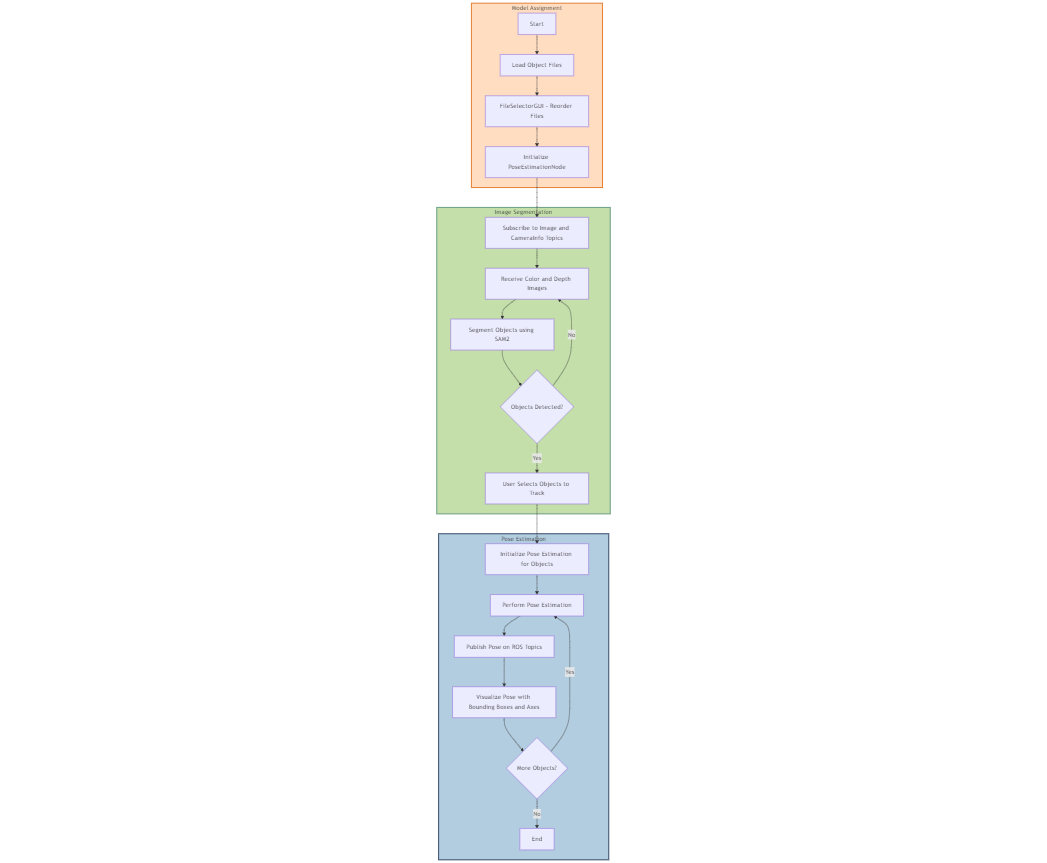 Model Assignment
Start
Load Object Files
FileSelectorGUI - Reorder
Files
Initialize
PoseEstimationNode
Image Segmentation
Subscribe to Image and
CameraInfo Topics
Receive Color and Depth
Images
Segment Objects using
SAM2
No
Objects Detected?
Yes
User Selects Objects to
Track
Pose Estimation
Initialize Pose Estimation
for Objects
Perform Pose Estimation
Publish Pose on ROS Topics
Yes
Visualize Pose with
Bounding Boxes and Axes
More Objects?
No
End